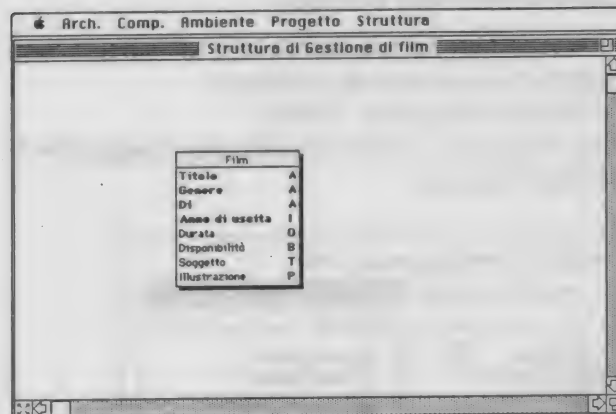 Arch. Comp. Ambiente Progetto Struttura
Struttura di Gestione di film
Film
Titolo A
Genere A
Di A
Anno di uscita I
Durata O
Disponibilità B
Soggetto T
Illustrazione P